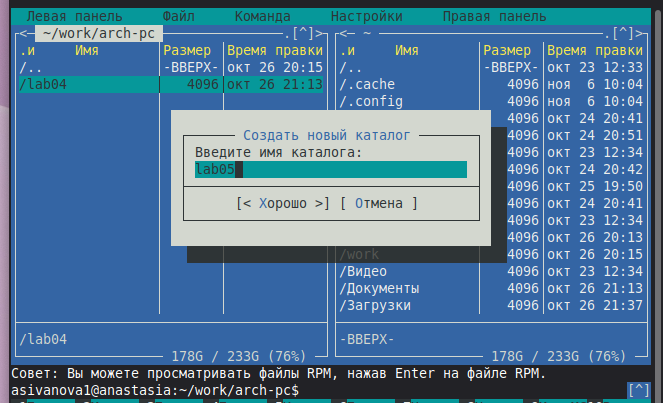 Левая панель Файл Команда Настройки Правая панель
<─ ~/work/arch-pc .[^]> <─ ~ .[^]>
.и Имя Размер Время правки .и Имя Размер Время правки
/.. -ВВЕРХ- окт 26 20:15 /.. -ВВЕРХ- окт 23 12:33
/lab04 4096 окт 26 21:13 /.cache 4096 ноя 6 10:04
/.config 4096 ноя 6 10:04
4096 окт 24 20:41
Создать новый каталог 4096 окт 24 20:51
Введите имя каталога: 4096 окт 23 12:34
lab05 4096 окт 24 20:42
4096 окт 25 19:50
[< Хорошо >] [ Отмена ] 4096 окт 24 20:41
4096 окт 23 12:34
4096 окт 26 20:13
/work 4096 окт 26 20:15
/Видео 4096 окт 23 12:34
/Документы 4096 окт 26 21:13
/Загрузки 4096 окт 26 21:37
/lab04 -ВВЕРХ-
178G / 233G (76%) 178G / 233G (76%)
Совет: Вы можете просматривать файлы RPM, нажав Enter на файле RPM.
asivanova1@anastasia:~/work/arch-pc$ [^]